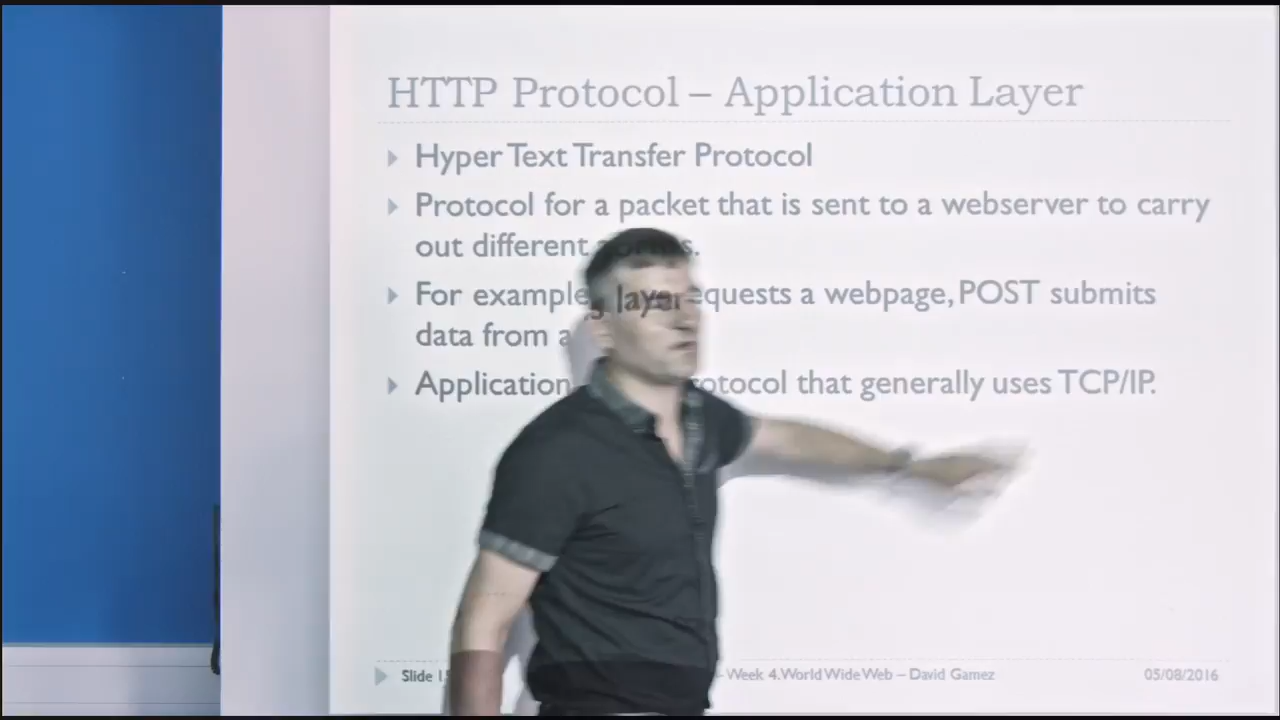 HTTP Protocol – Application Layer
Hyper Text Transfer Protocol
Protocol for a packet that is sent to a webserver to carry
out different
For example, requests a webpage, POST submits
data from a
layer
Application protocol that generally uses TCP/IP.
Slide - Week 4.World Wide Web – David Gamez 05/08/2016